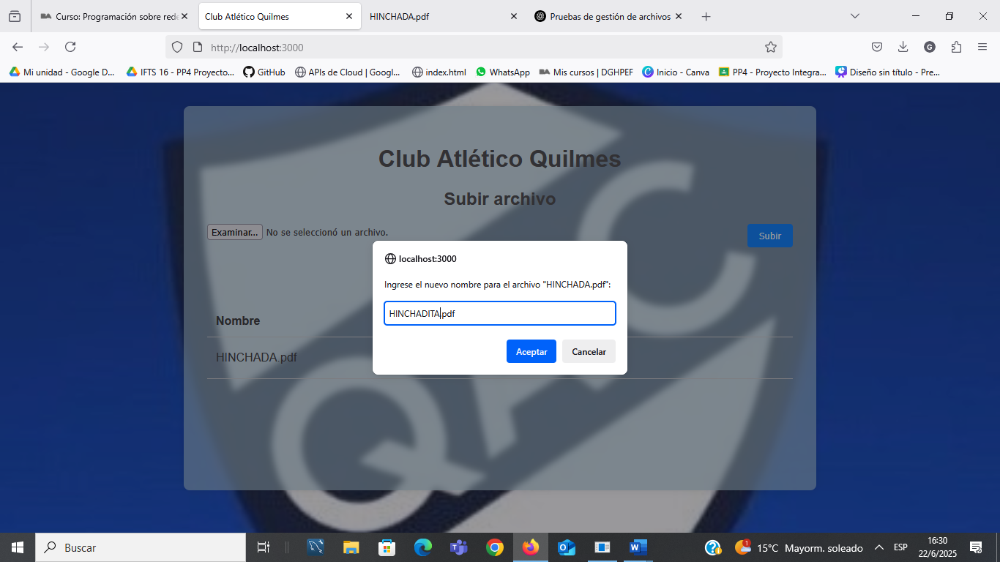 Curso: Programación sobre rede
Club Atlético Quilmes
HINCHADA.pdf
Pruebas de gestión de archivos
http://localhost:3000
G
Mi unidad - Google D...
IFTS 16 - PP4 Proyecto...
GitHub
APIs de Cloud | Googl...
index.html
WhatsApp
BA Mis cursos | DGHPEF
Inicio - Canva
PP4 - Proyecto Integra...
Diseño sin título - Pre...
Club Atlético Quilmes
Subir archivo
Examinar... No se seleccionó un archivo.
Subir
localhost:3000
Ingrese el nuevo nombre para el archivo "HINCHADA.pdf":
HINCHADITA.pdf
Aceptar
Cancelar
Nombre
HINCHADA.pdf
QAC
Buscar
1
15°C Mayorm. soleado
ESP
16:30
22/6/2025